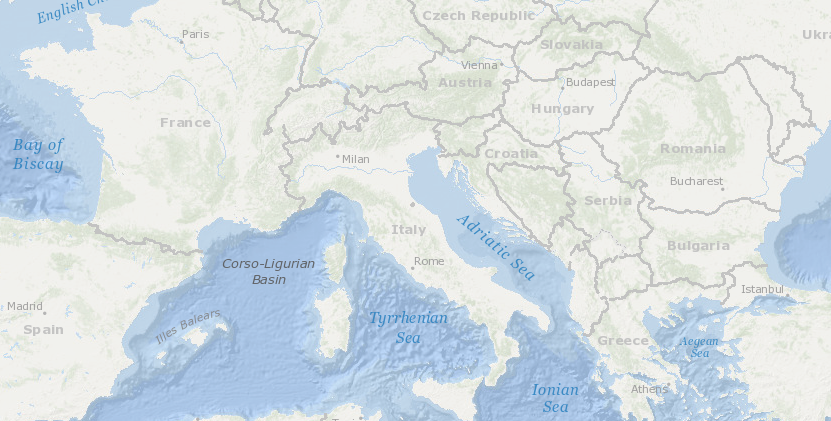 English Ch
Paris
Czech Republic
Slovakia
Ukra
Vienna
Austria
Budapest
Hungary
France
Bay of
Biscay
Milan
Croatia
Romania
Bucharest
Serbia
Italy
Adriatic Sea
Bulgaria
Corso-Ligurian
Basin
Rome
Istanbul
Madrid
Spain
Illes Balears
Tyrrhenian
Sea
Greece
Aegean
Sea
Athens
Ionian
Sea